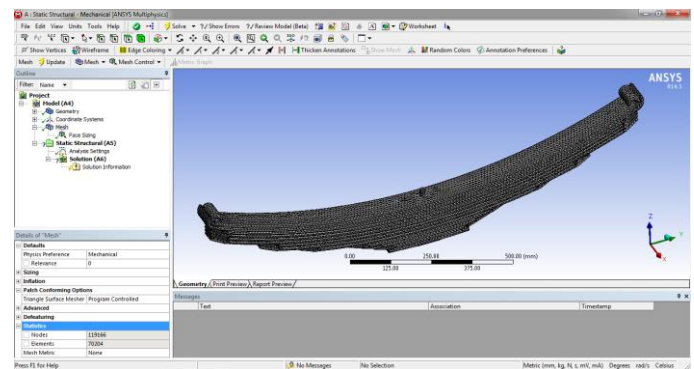 A : Static Structural - Mechanical [ANSYS Multiphysics]
File Edit View Units Tools Help Solve ?/ Show Errors ?/ Review Model (Beta) A Worksheet
Show Vertices Wireframe Edge Coloring Thicken Annotations Show Mesh Random Colors Annotation Preferences
Mesh Update Mesh Mesh Control Metric Graph
Outline
Filter: Name
Project
Model (A4)
Geometry
Coordinate Systems
Mesh
Face Sizing
Static Structural (A5)
Analysis Settings
Solution (A6)
Solution Information
ANSYS
R14.5
Z
X
0.00 250.00 500.00 (mm)
125.00 375.00
Geometry Print Preview Report Preview
Details of "Mesh"
Defaults
Physics Preference Mechanical
Relevance 0
Sizing
Inflation
Patch Conforming Options
Triangle Surface Mesher Program Controlled
Advanced
Defeaturing
Statistics
Nodes 119166
Elements 70204
Mesh Metric None
Messages
Text Association Timestamp
Press F1 for Help No Messages No Selection Metric (mm, kg, N, s, mV, mA) Degrees rad/s Celsius